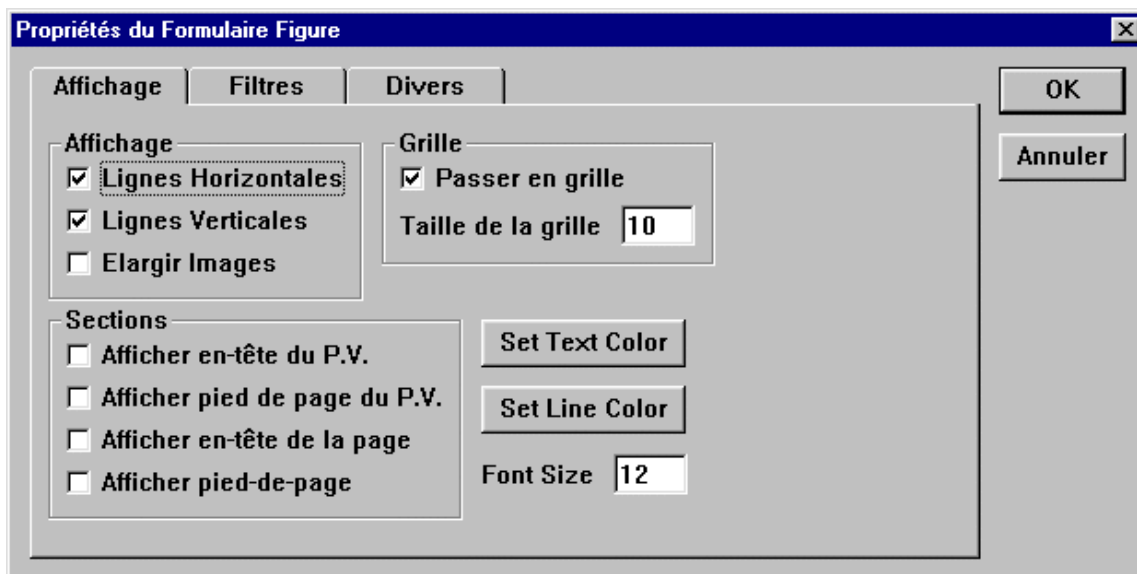 Propriétés du Formulaire Figure
Affichage
Filtres
Divers
OK
Annuler
Affichage
Lignes Horizontales
Lignes Verticales
Elargir Images
Grille
Passer en grille
Taille de la grille 10
Sections
Afficher en-tête du P.V.
Afficher pied de page du P.V.
Afficher en-tête de la page
Afficher pied-de-page
Set Text Color
Set Line Color
Font Size 12